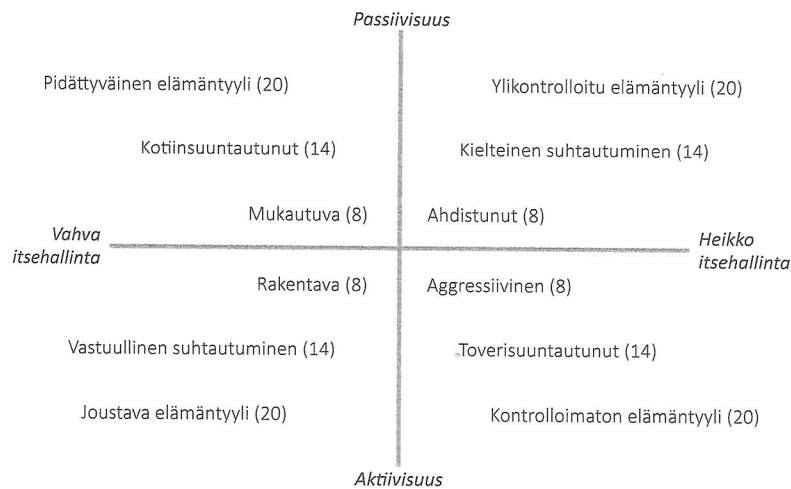 Passiivisuus
Pidättyväinen elämäntyyli (20)
Ylikontrolloitu elämäntyyli (20)
Kotiinsuuntautunut (14)
Kielteinen suhtautuminen (14)
Mukautuva (8)
Ahdistunut (8)
Vahva
itsehallinta
Heikko
itsehallinta
Rakentava (8)
Aggressiivinen (8)
Vastuullinen suhtautuminen (14)
Toverisuuntautunut (14)
Joustava elämäntyyli (20)
Kontrolloimaton elämäntyyli (20)
Aktiivisuus